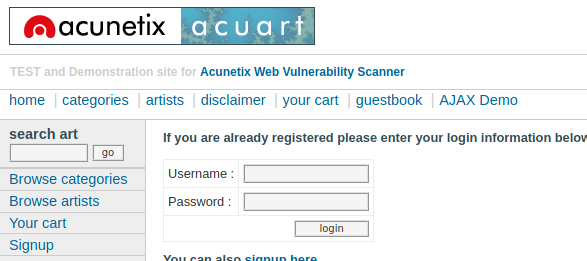 acunetix acuart
TEST and Demonstration site for Acunetix Web Vulnerability Scanner
home | categories | artists | disclaimer | your cart | guestbook | AJAX Demo
search art
go
Browse categories
Browse artists
Your cart
Signup
If you are already registered please enter your login information below
Username :
Password :
login
You can also signup here